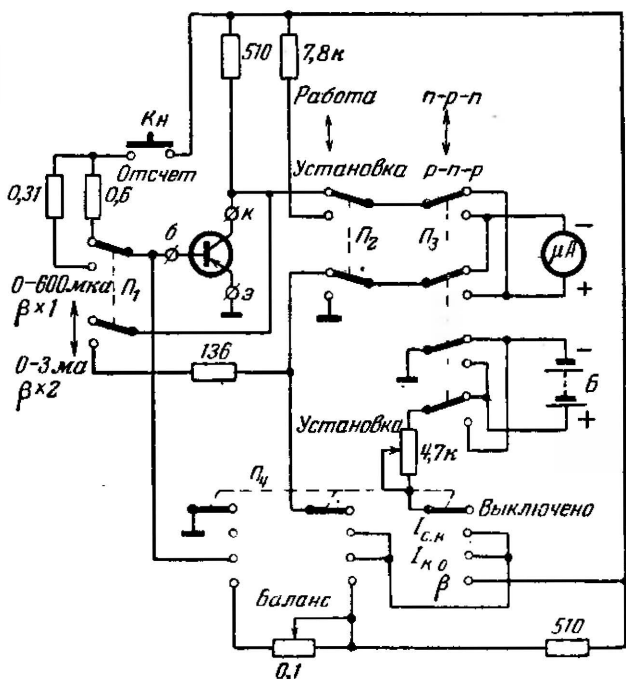 510
7,8к
Работа
n-p-n
Кн
Отсчет
Установка
p-n-p
0,31
0,6
К
б
Э
П1
П2
П3
μА
−
+
0-600мка
β×1
0-3ма
β×2
136
−
+
Б
Установка
4,7к
П4
Выключено
Iс.н
Iк о
β
Баланс
0,1
510